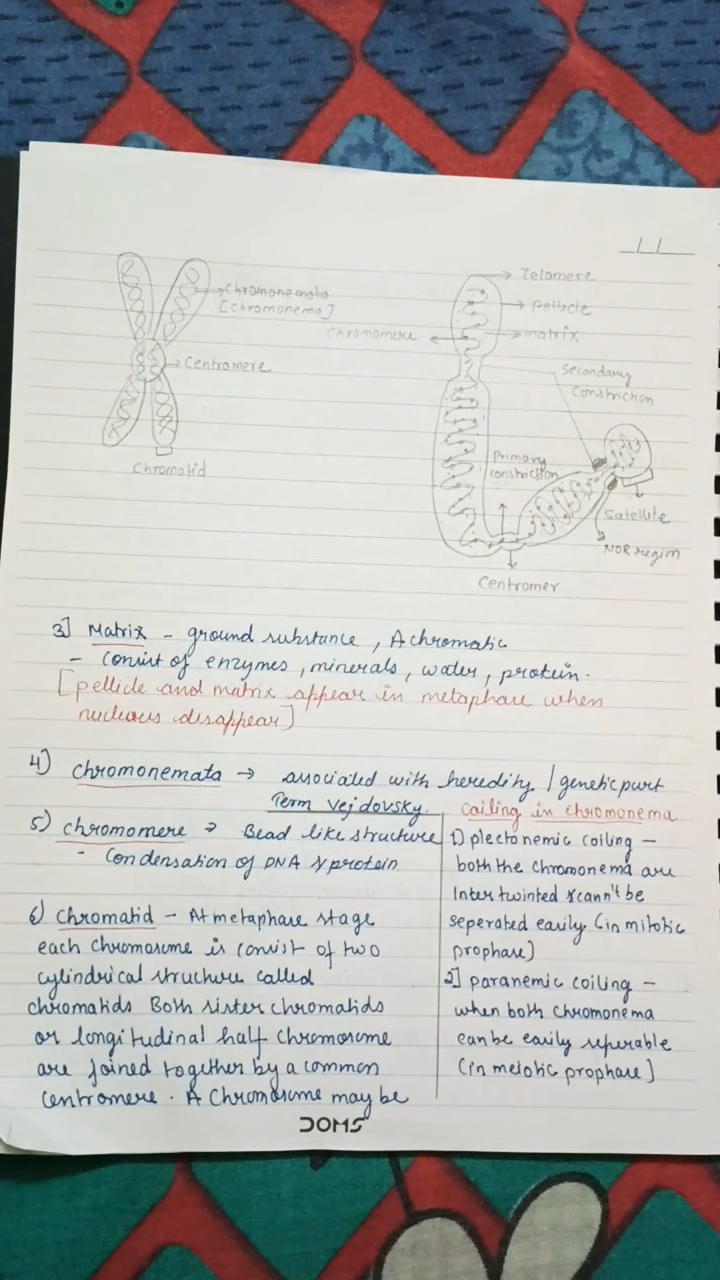 Chromonemata
[chromonema]
Centromere
Chromatid
Telomere
pellicle
matrix
chromomere
Secondary
constriction
Primary
constriction
Satellite
NOR region
Centromer
3] Matrix - ground substance, Achromatic
- consist of enzymes, minerals, water, protein.
[pellicle and matrix appear in metaphase when
nucleous disappear]
4) chromonemata → associated with heredity / genetic part
Term Vejdovsky.
5) chromomere → Bead like structure
- Condensation of DNA & protein
6) Chromatid - At metaphase stage
each chromosome is consist of two
cylindrical structure called
chromatids Both sister chromatids
or longitudinal half chromosome
are joined together by a common
centromere. A Chromosome may be
coiling in chromonema
1) plectonemic coiling -
both the chromonema are
Inter twinted & cann't be
seperated easily. (in mitotic
prophase]
2] paranemic coiling -
when both chromonema
can be easily seperable
(in meiotic prophase]
DOMS